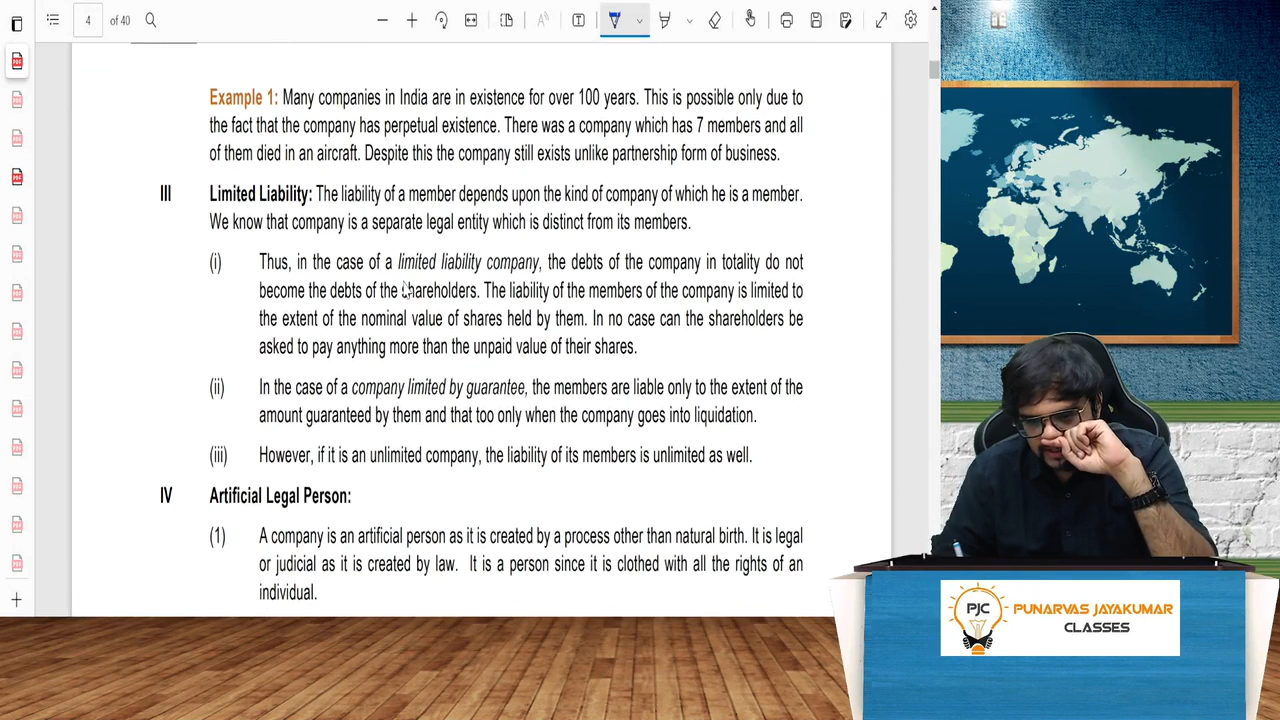 4 of 40
Example 1: Many companies in India are in existence for over 100 years. This is possible only due to
the fact that the company has perpetual existence. There was a company which has 7 members and all
of them died in an aircraft. Despite this the company still exists unlike partnership form of business.
III Limited Liability: The liability of a member depends upon the kind of company of which he is a member.
We know that company is a separate legal entity which is distinct from its members.
(i) Thus, in the case of a limited liability company, the debts of the company in totality do not
become the debts of the shareholders. The liability of the members of the company is limited to
the extent of the nominal value of shares held by them. In no case can the shareholders be
asked to pay anything more than the unpaid value of their shares.
(ii) In the case of a company limited by guarantee, the members are liable only to the extent of the
amount guaranteed by them and that too only when the company goes into liquidation.
(iii) However, if it is an unlimited company, the liability of its members is unlimited as well.
IV Artificial Legal Person:
(1) A company is an artificial person as it is created by a process other than natural birth. It is legal
or judicial as it is created by law. It is a person since it is clothed with all the rights of an
individual.
PJC PUNARVAS JAYAKUMAR
CLASSES